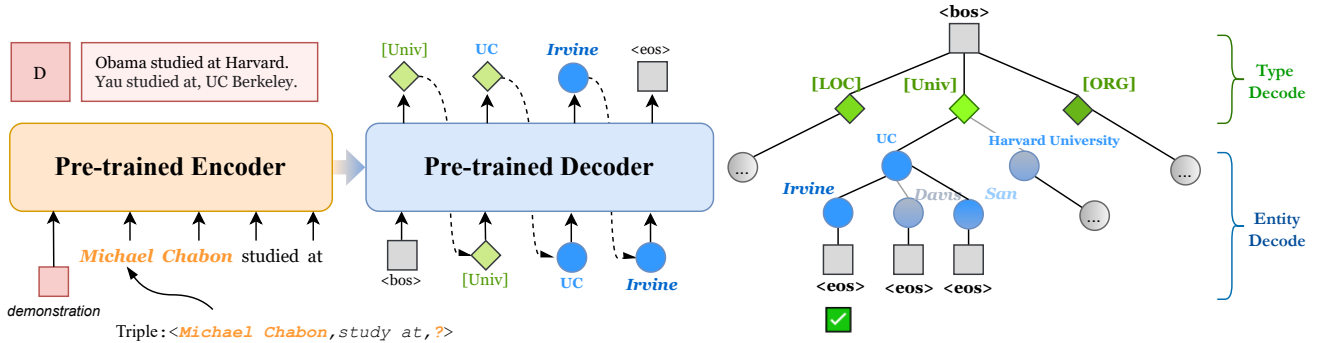 D
Obama studied at Harvard.
Yau studied at, UC Berkeley.
Pre-trained Encoder
Michael Chabon studied at
demonstration
Triple:<Michael Chabon,study at,?>
[Univ]
UC
Irvine
<eos>
Pre-trained Decoder
<bos>
[Univ]
UC
Irvine
<bos>
[LOC]
[Univ]
[ORG]
UC
Harvard University
...
...
Irvine
Davis
San
...
<eos>
<eos>
<eos>
Type
Decode
Entity
Decode